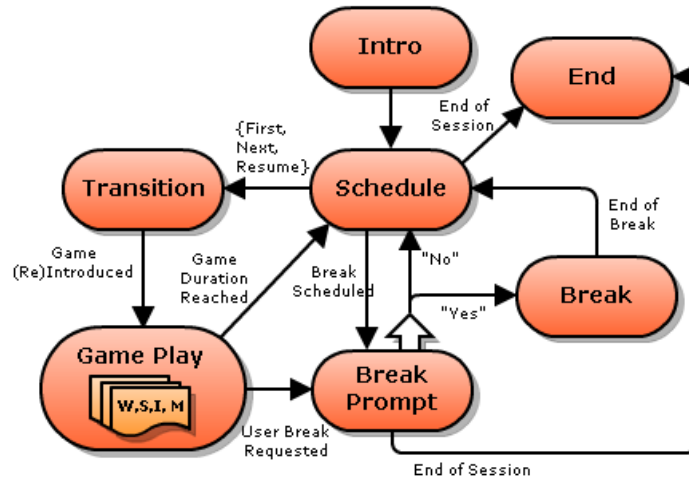 Intro
End
End of
Session
{First,
Next,
Resume}
Transition
Schedule
End of
Break
Game
(Re)Introduced
Game
Duration
Reached
Break
Scheduled
"No"
"Yes"
Break
Game Play
W,S,I, M
Break
Prompt
User Break
Requested
End of Session